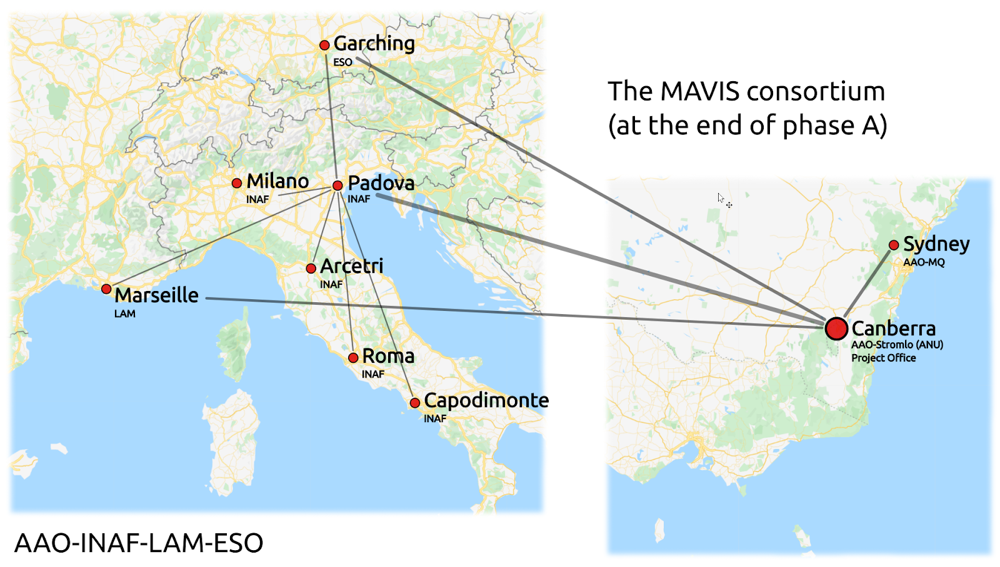 Garching
ESO
The MAVIS consortium
(at the end of phase A)
Milano
INAF
Padova
INAF
Sydney
AAO-MQ
Arcetri
INAF
Marseille
LAM
Canberra
AAO-Stromlo (ANU)
Project Office
Roma
INAF
Capodimonte
INAF
AAO-INAF-LAM-ESO